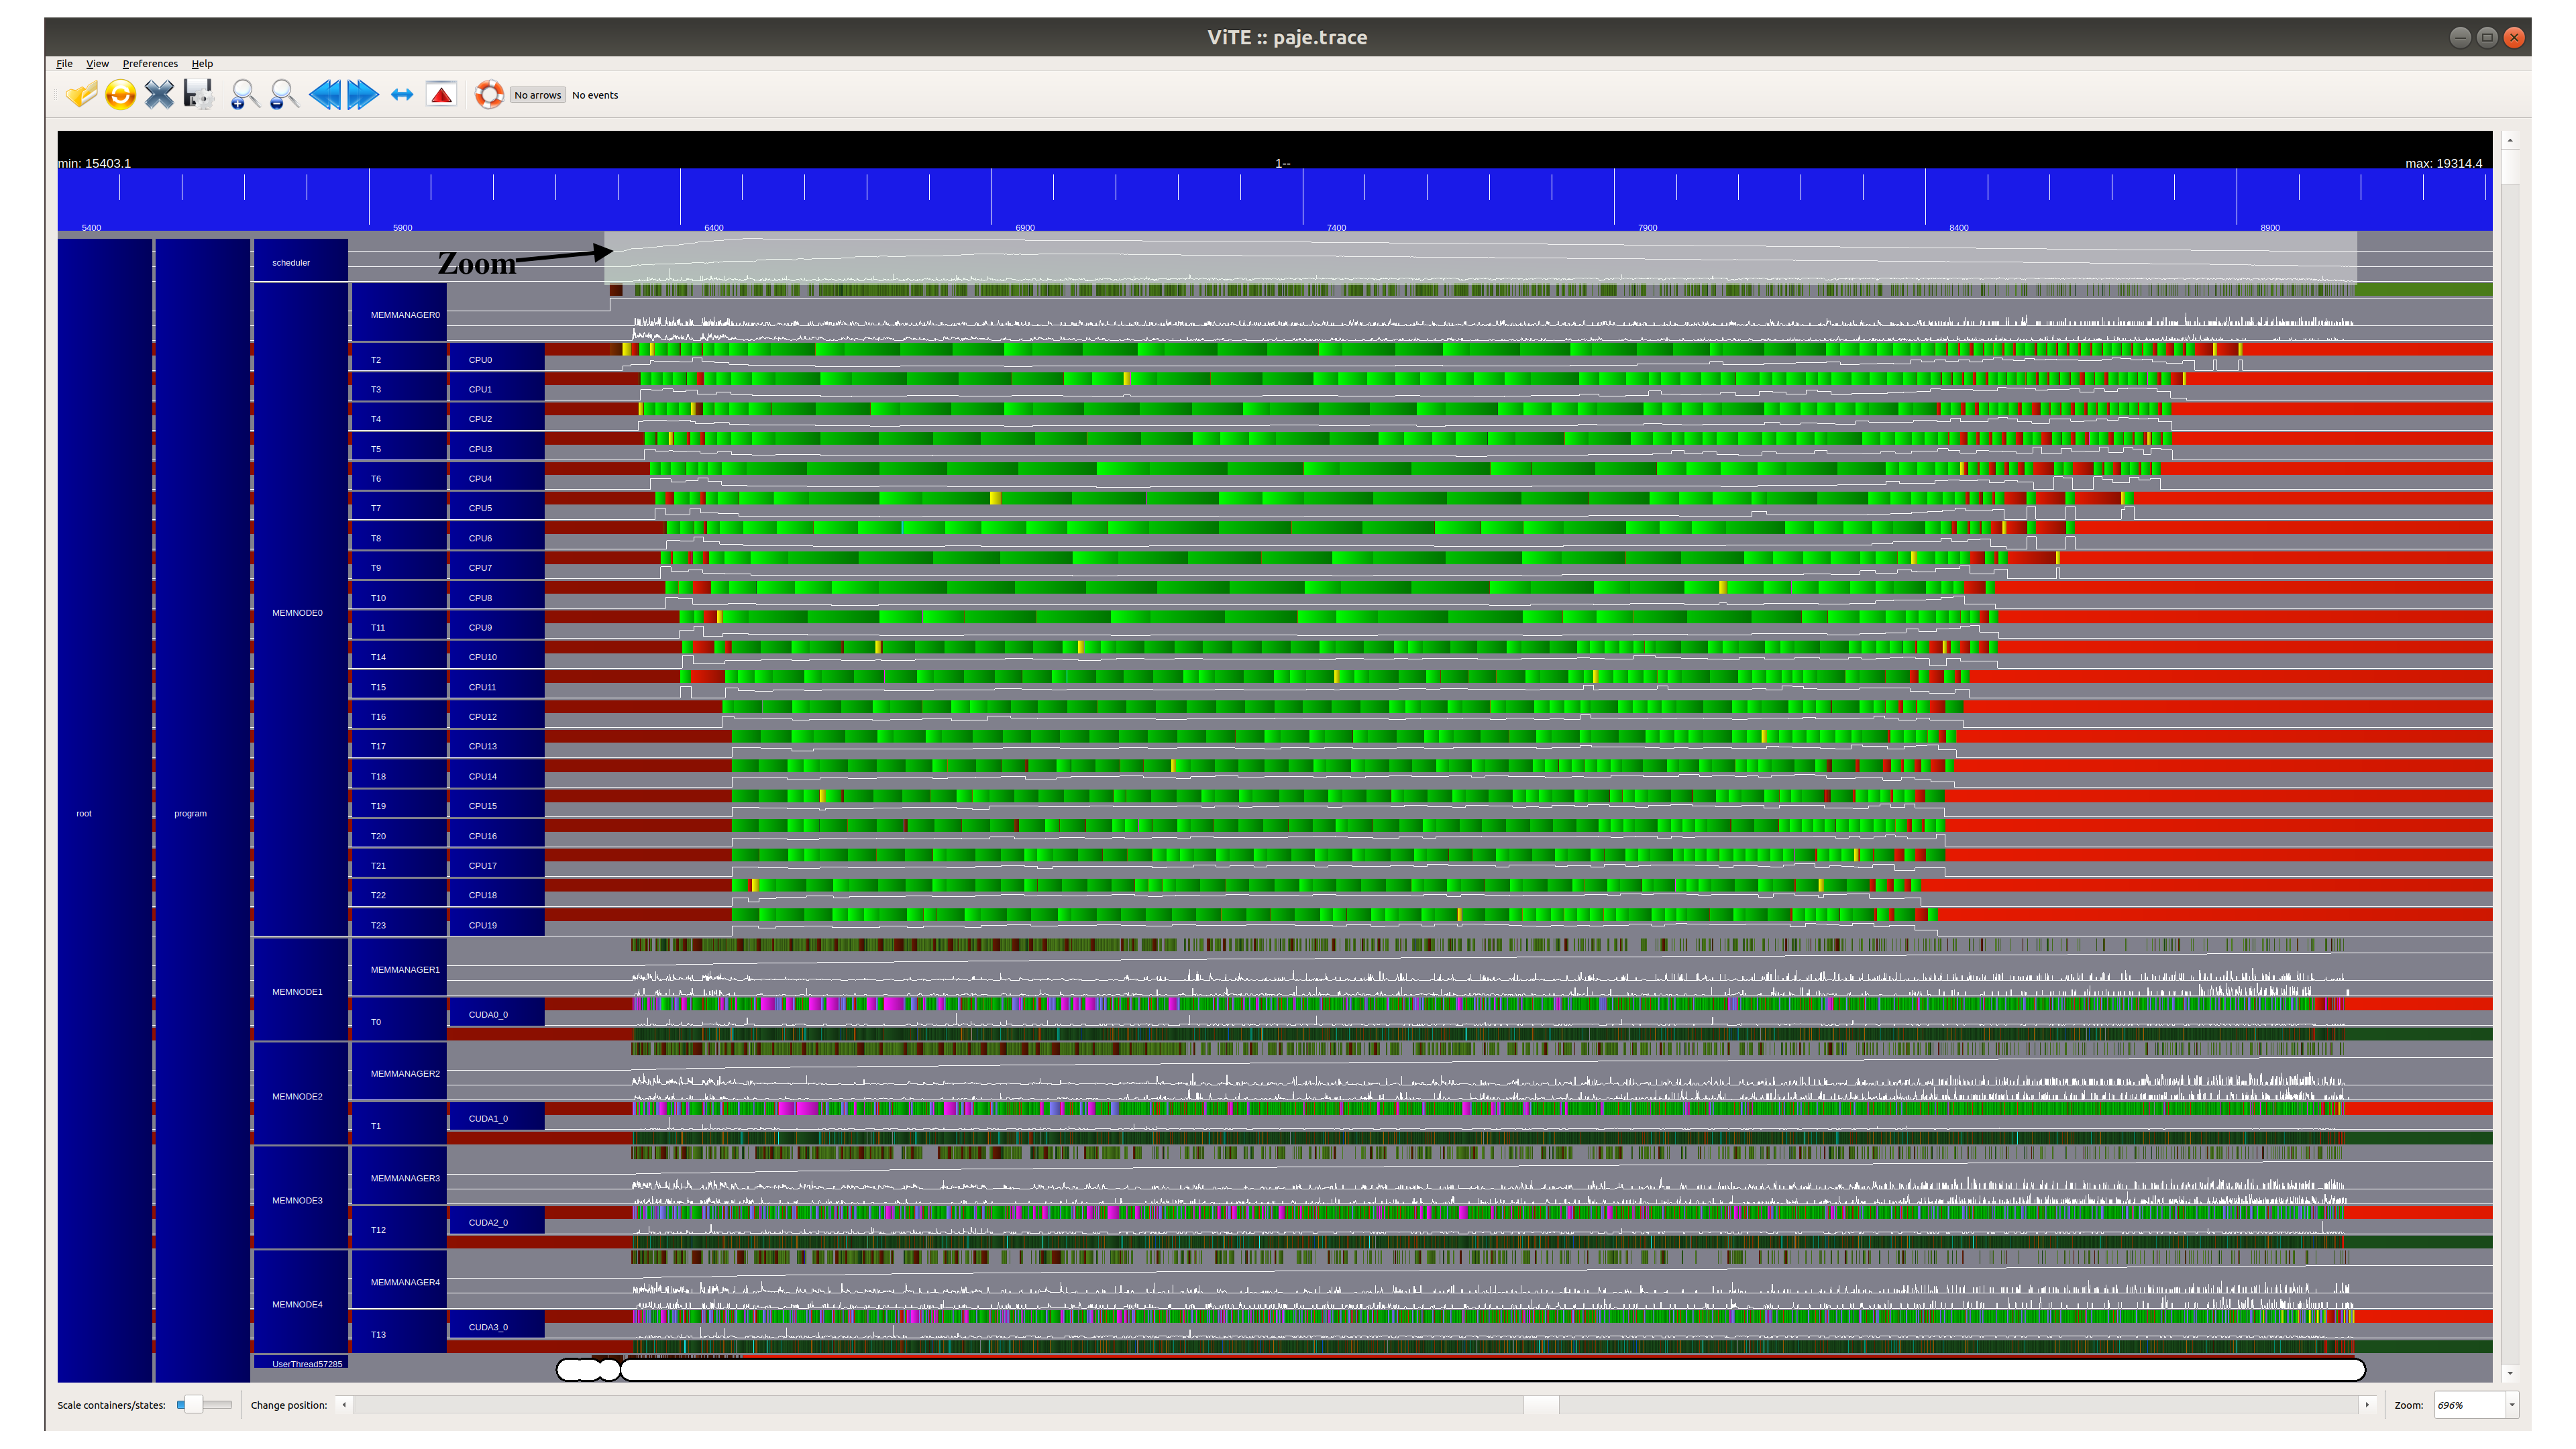 ViTE :: paje.trace
File View Preferences Help
No arrows No events
min: 15403.1 1-- max: 19314.4
5400 5900 6400 6900 7400 7900 8400 8900
Zoom
scheduler
MEMMANAGER0
T2 CPU0
T3 CPU1
T4 CPU2
T5 CPU3
T6 CPU4
T7 CPU5
T8 CPU6
T9 CPU7
T10 CPU8
MEMNODE0
T11 CPU9
T14 CPU10
T15 CPU11
T16 CPU12
T17 CPU13
T18 CPU14
T19 CPU15
root program
T20 CPU16
T21 CPU17
T22 CPU18
T23 CPU19
MEMMANAGER1
MEMNODE1
CUDA0_0
T0
MEMMANAGER2
MEMNODE2
CUDA1_0
T1
MEMMANAGER3
MEMNODE3
CUDA2_0
T12
MEMMANAGER4
MEMNODE4
CUDA3_0
T13
UserThread57285
Scale containers/states: Change position: Zoom: 696%